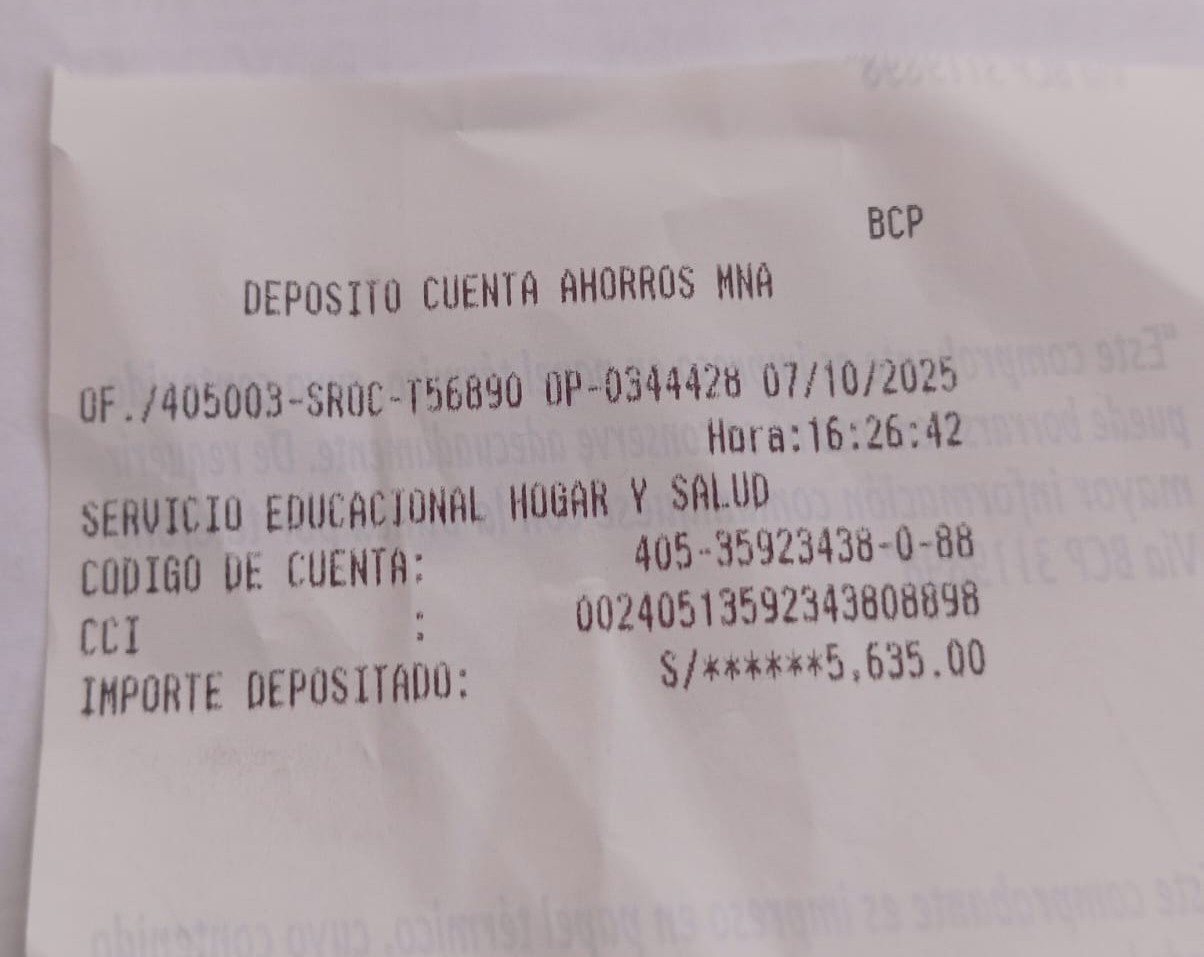 BCP
DEPOSITO CUENTA AHORROS MNA
OF./405003-SROC-T56890 OP-0344428 07/10/2025
Hora:16:26:42
SERVICIO EDUCACIONAL HOGAR Y SALUD
CODIGO DE CUENTA: 405-35923438-0-88
CCI : 00240513592343808898
IMPORTE DEPOSITADO: S/******5,635.00